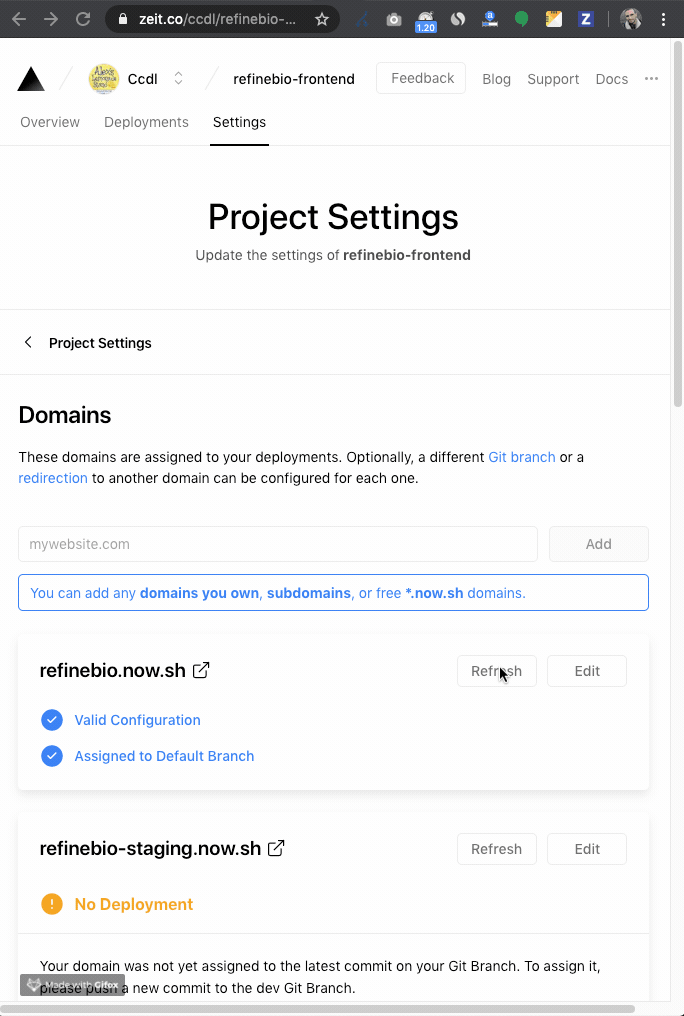 zeit.co/ccdl/refinebio-...
1.20
Z
Ccdl
refinebio-frontend
Feedback
Blog
Support
Docs
Overview
Deployments
Settings
Project Settings
Update the settings of refinebio-frontend
Project Settings
Domains
These domains are assigned to your deployments. Optionally, a different Git branch or a
redirection to another domain can be configured for each one.
mywebsite.com
Add
You can add any domains you own, subdomains, or free *.now.sh domains.
refinebio.now.sh
Refresh
Edit
Valid Configuration
Assigned to Default Branch
refinebio-staging.now.sh
Refresh
Edit
No Deployment
Your domain was not yet assigned to the latest commit on your Git Branch. To assign it,
please push a new commit to the dev Git Branch.
Made with Gifox